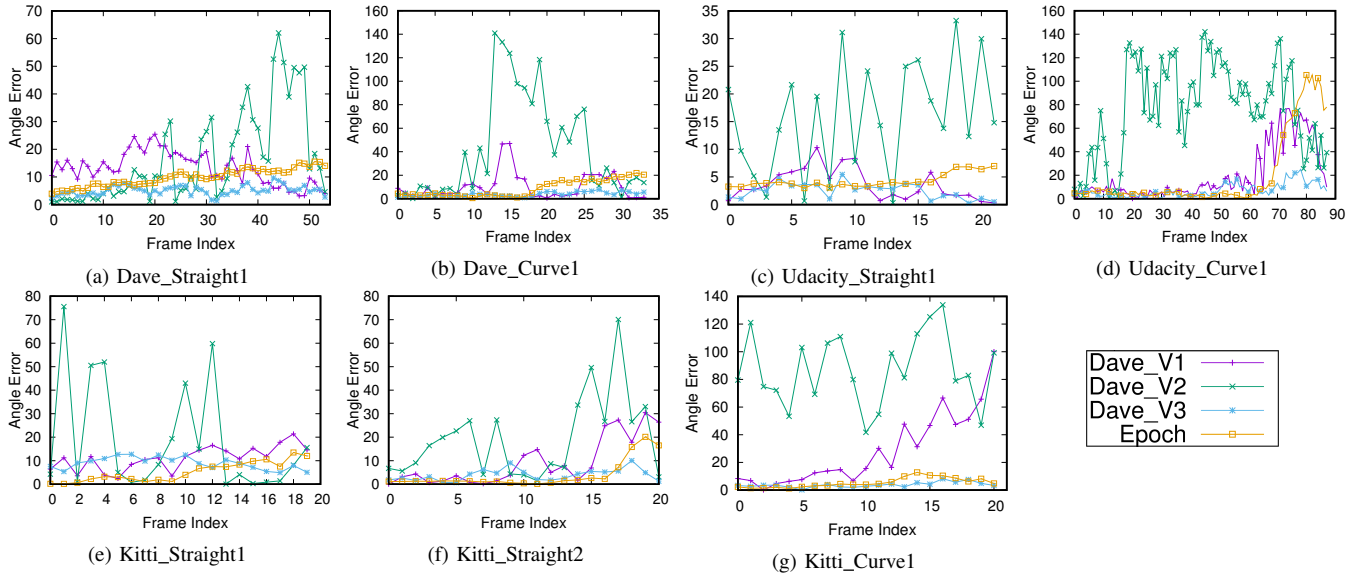 Angle Error
70
60
50
40
30
20
10
0
0 10 20 30 40 50
Frame Index
(a) Dave_Straight1
Angle Error
160
140
120
100
80
60
40
20
0
0 5 10 15 20 25 30 35
Frame Index
(b) Dave_Curve1
Angle Error
35
30
25
20
15
10
5
0
0 5 10 15 20
Frame Index
(c) Udacity_Straight1
Angle Error
160
140
120
100
80
60
40
20
0
0 10 20 30 40 50 60 70 80 90
Frame Index
(d) Udacity_Curve1
Angle Error
80
70
60
50
40
30
20
10
0
0 2 4 6 8 10 12 14 16 18 20
Frame Index
(e) Kitti_Straight1
Angle Error
80
70
60
50
40
30
20
10
0
0 5 10 15 20
Frame Index
(f) Kitti_Straight2
Angle Error
140
120
100
80
60
40
20
0
0 5 10 15 20
Frame Index
(g) Kitti_Curve1
Dave_V1
Dave_V2
Dave_V3
Epoch